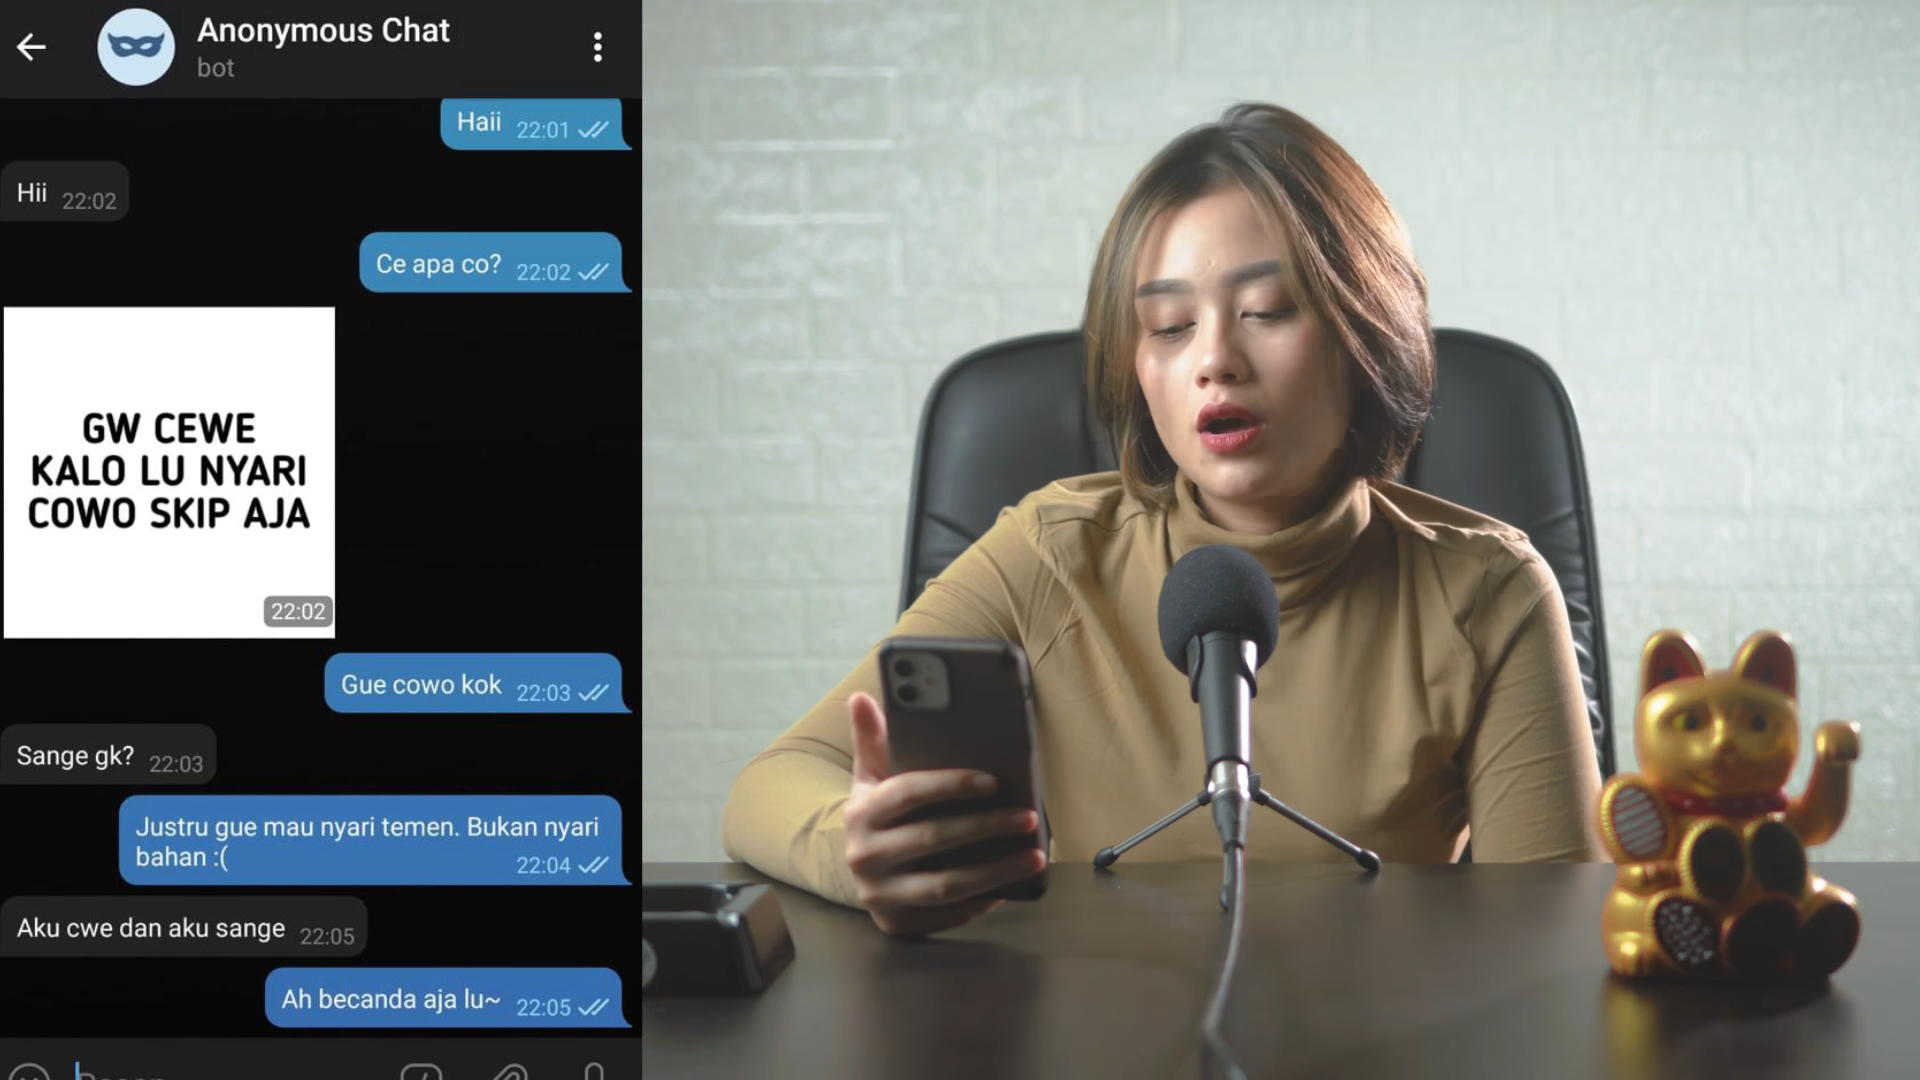 Anonymous Chat
bot
Haii 22:01
Hii 22:02
Ce apa co? 22:02
GW CEWE
KALO LU NYARI
COWO SKIP AJA
22:02
Gue cowo kok 22:03
Sange gk? 22:03
Justru gue mau nyari temen. Bukan nyari
bahan :( 22:04
Aku cwe dan aku sange 22:05
Ah becanda aja lu~ 22:05